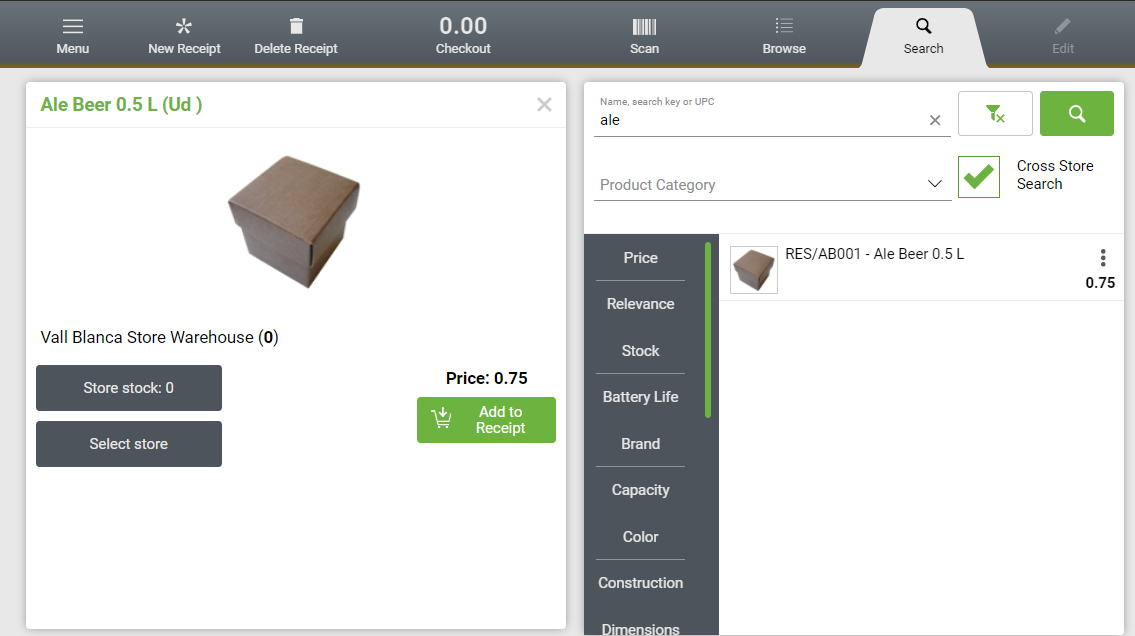 Menu
New Receipt
Delete Receipt
0.00
Checkout
Scan
Browse
Search
Edit
Ale Beer 0.5 L (Ud )
Vall Blanca Store Warehouse (0)
Store stock: 0
Select store
Price: 0.75
Add to
Receipt
Name, search key or UPC
ale
Product Category
Cross Store
Search
Price
Relevance
Stock
Battery Life
Brand
Capacity
Color
Construction
Dimensions
RES/AB001 - Ale Beer 0.5 L
0.75